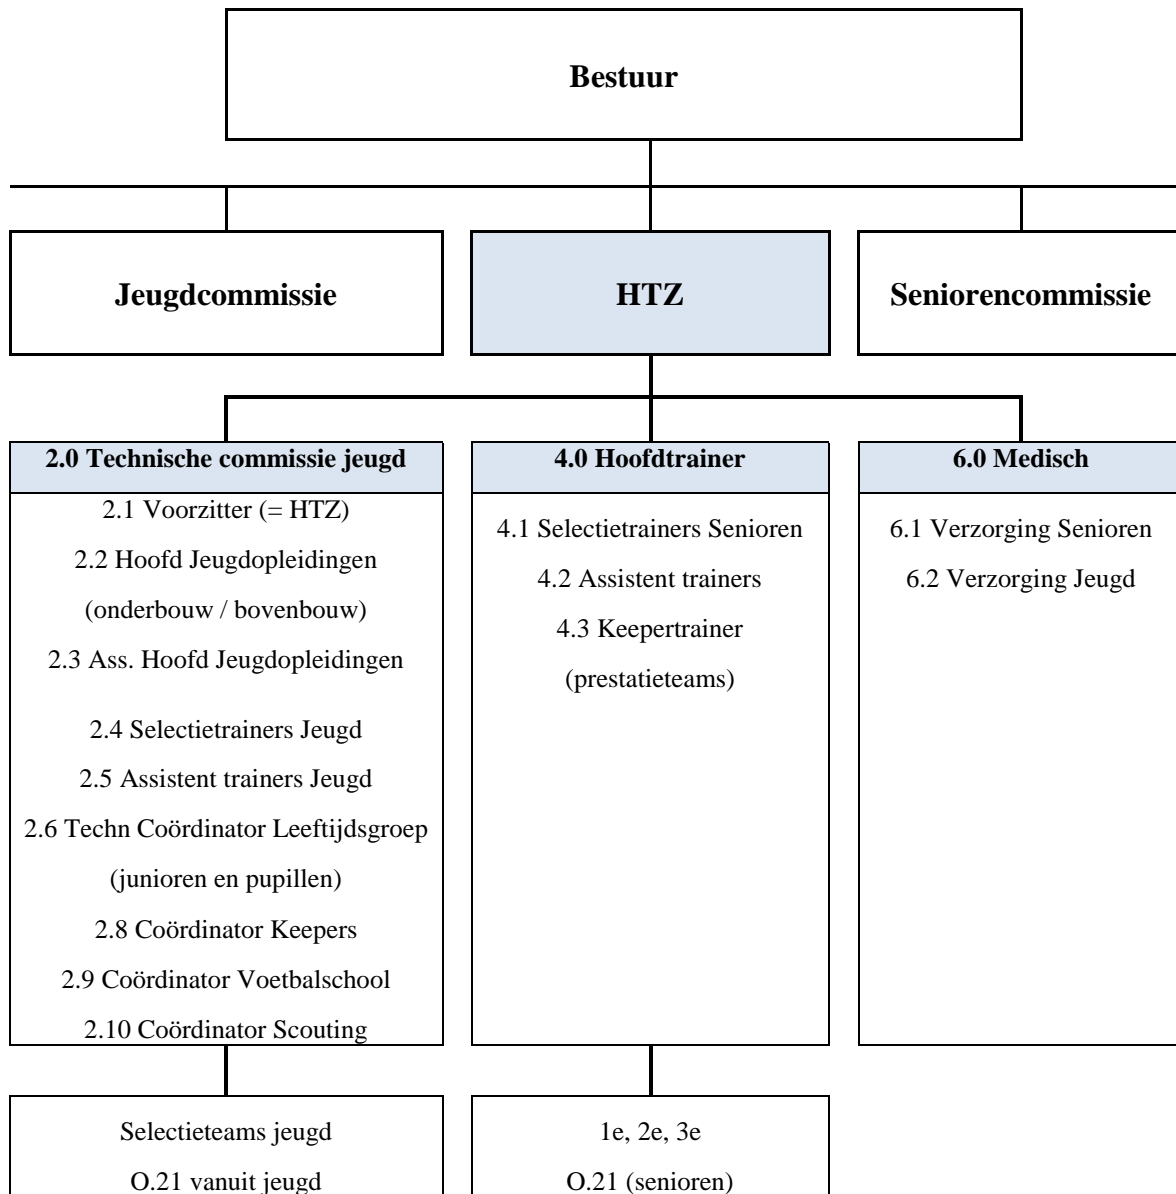 Bestuur
Jeugdcommissie
HTZ
Seniorencommissie
2.0 Technische commissie jeugd
2.1 Voorzitter (= HTZ)
2.2 Hoofd Jeugdopleidingen
(onderbouw / bovenbouw)
2.3 Ass. Hoofd Jeugdopleidingen
2.4 Selectietrainers Jeugd
2.5 Assistent trainers Jeugd
2.6 Techn Coördinator Leeftijdsgroep
(junioren en pupillen)
2.8 Coördinator Keepers
2.9 Coördinator Voetbalschool
2.10 Coördinator Scouting
4.0 Hoofdtrainer
4.1 Selectietrainers Senioren
4.2 Assistent trainers
4.3 Keepertrainer
(prestatieteams)
6.0 Medisch
6.1 Verzorging Senioren
6.2 Verzorging Jeugd
Selectieteams jeugd
O.21 vanuit jeugd
1e, 2e, 3e
O.21 (senioren)